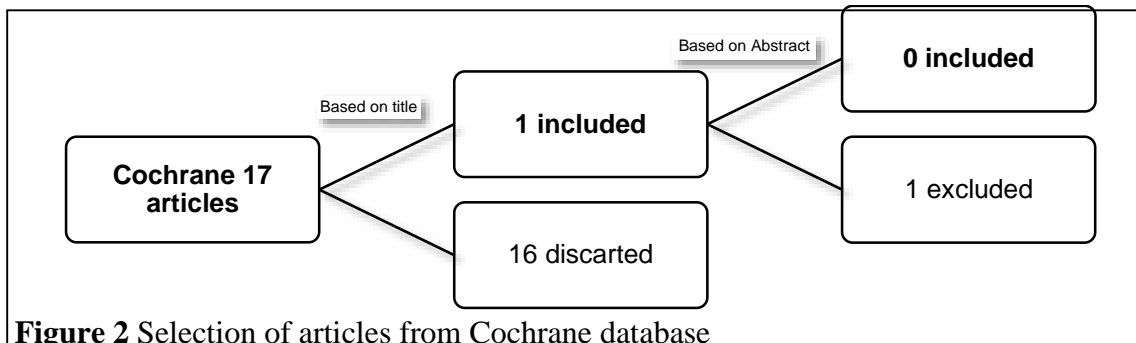 Based on Abstract
0 included
Based on title
1 included
Cochrane 17
articles
1 excluded
16 discarted
Figure 2 Selection of articles from Cochrane database